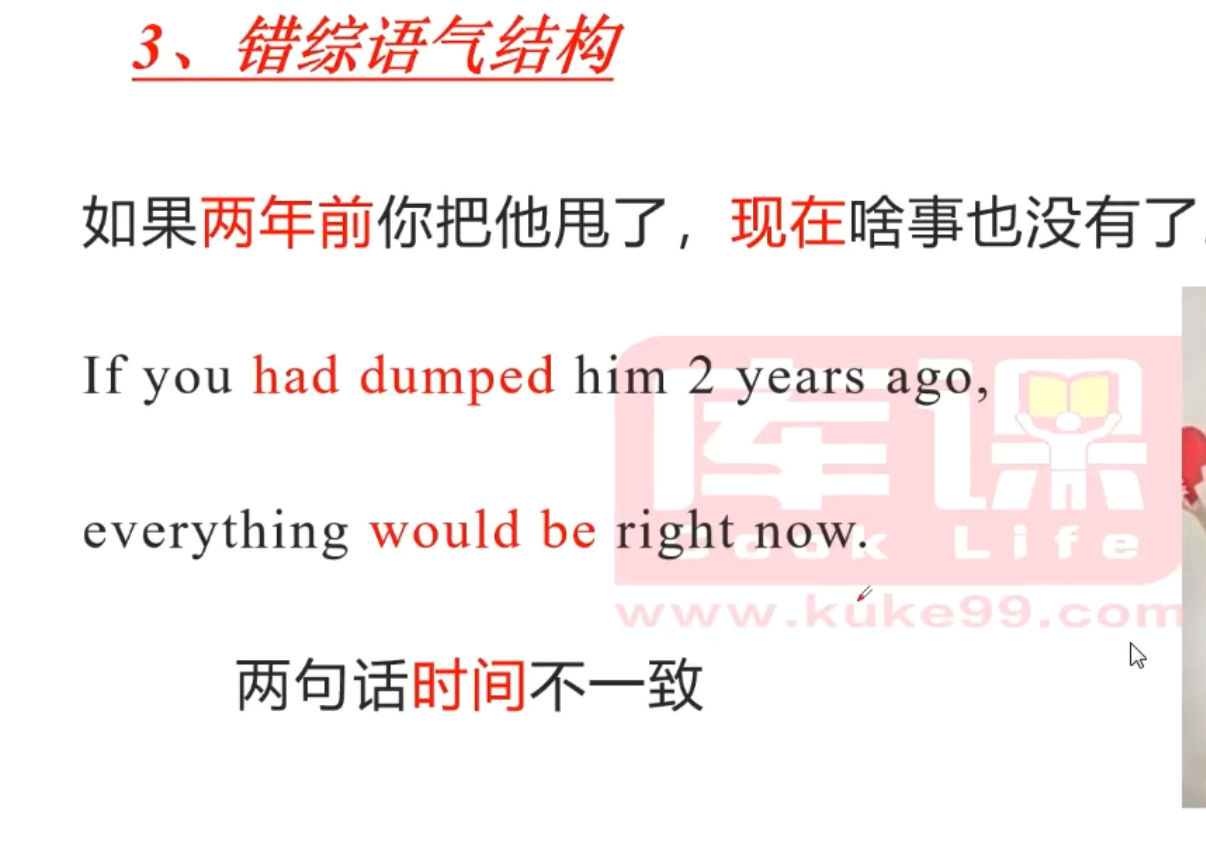 3、错综语气结构
如果两年前你把他甩了，现在啥事也没有了
If you had dumped him 2 years ago,
库课
everything would be right now.
Book Life
www.kuke99.com
两句话时间不一致